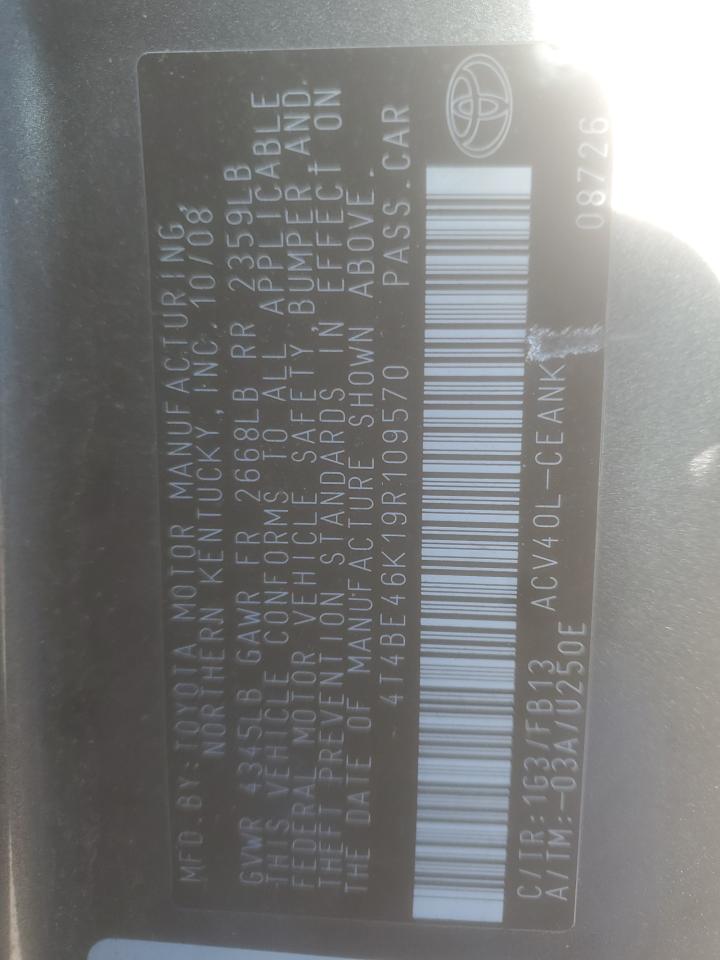 MFD.BY: TOYOTA MOTOR MANUFACTURING,
NORTHERN KENTUCKY, INC. 10/08
GVWR 4345LB GAWR FR 2668LB RR 2359LB
THIS VEHICLE CONFORMS TO ALL APPLICABLE
FEDERAL MOTOR VEHICLE SAFETY, BUMPER AND
THEFT PREVENTION STANDARDS IN EFFECT ON
THE DATE OF MANUFACTURE SHOWN ABOVE.
4T4BE46K19R109570 PASS.CAR
C/TR:1G3/FB13 ACV40L-CEANK
A/TM:-03A/U250E 08726